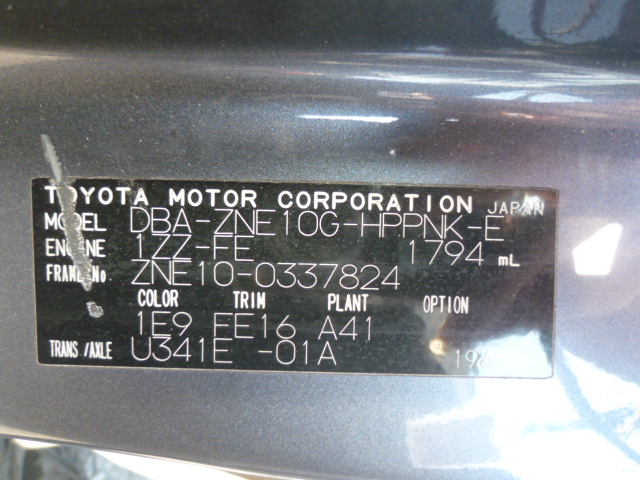 TOYOTA MOTOR CORPORATION JAPAN
MODEL DBA-ZNE10G-HPPNK-E
ENGINE 1ZZ-FE 1794 mL
FRAME No. ZNE10-0337824
COLOR TRIM PLANT OPTION
1E9 FE16 A41
TRANS/AXLE U341E -01A